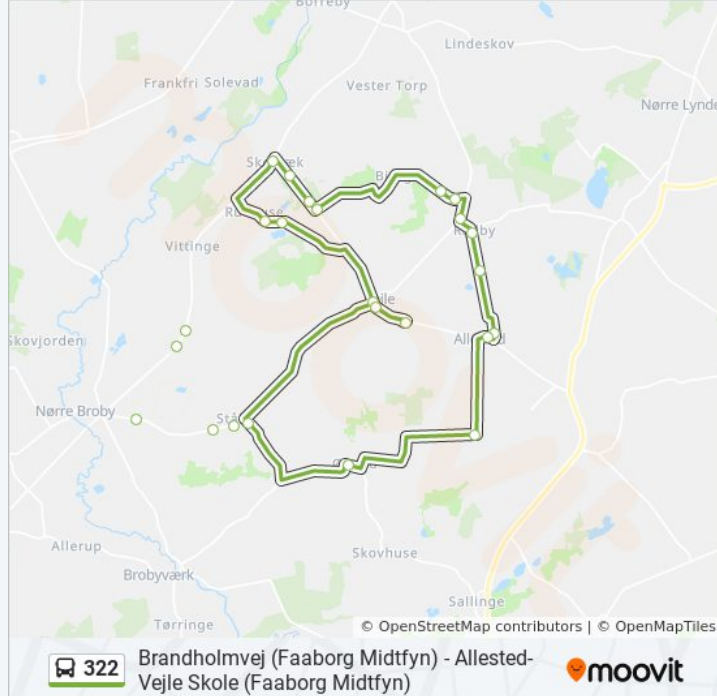 Borreby
Lindeskov
Frankfri
Solevad
Vester Torp
Nørre Lynde
Vittinge
Skovjorden
Nørre Broby
Allerup
Skovhuse
Brobyværk
Sallinge
Tørringe
© OpenStreetMap contributors | © OpenMapTiles
322
Brandholmvej (Faaborg Midtfyn) - Allested-
Vejle Skole (Faaborg Midtfyn)
moovit